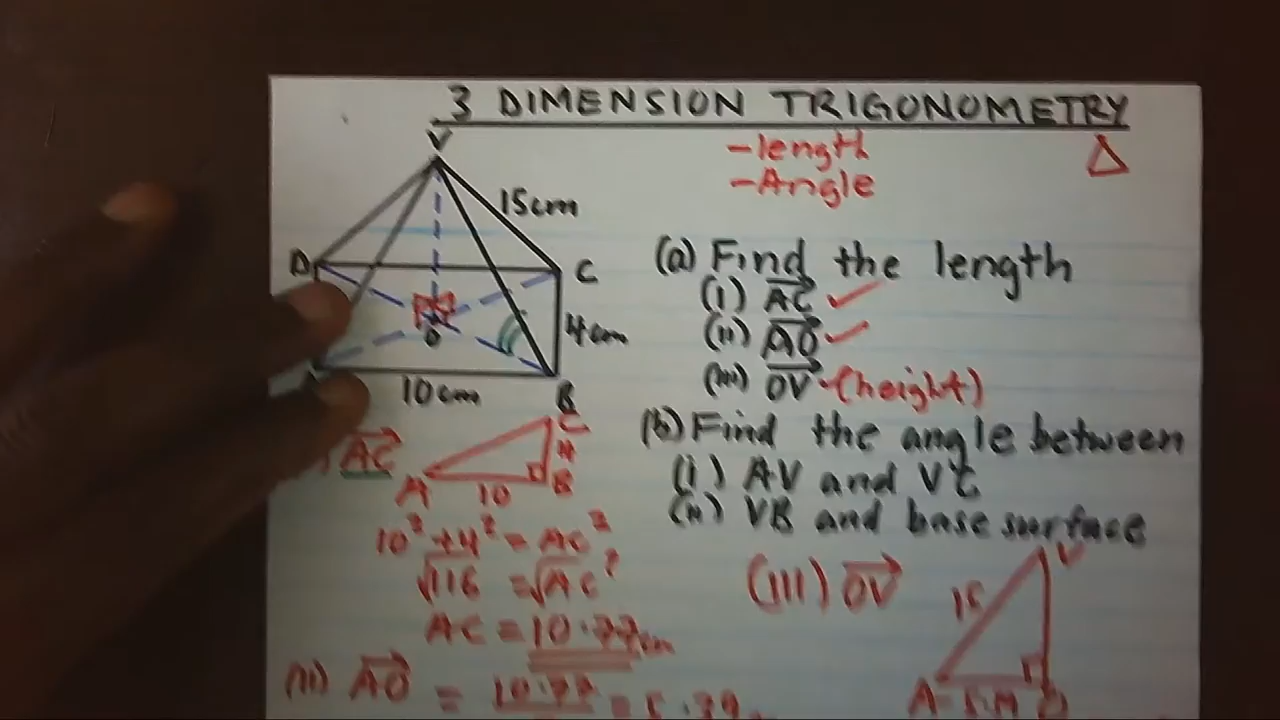 3 DIMENSION TRIGONOMETRY
-length
-Angle
V
15cm
D
C
O
4cm
10cm
B
(a) Find the length
(i) AC ✓
(ii) AO ✓
(iii) OV - (height)
(b) Find the angle between
(i) AV and VC
(ii) VB and base surface
AC
A
10
B
4
C
10² + 4² = AC²
√116 = √AC²
AC = 10.77cm
(ii) AO = 10.77 = 5.39
(iii) OV
V
15
A
O